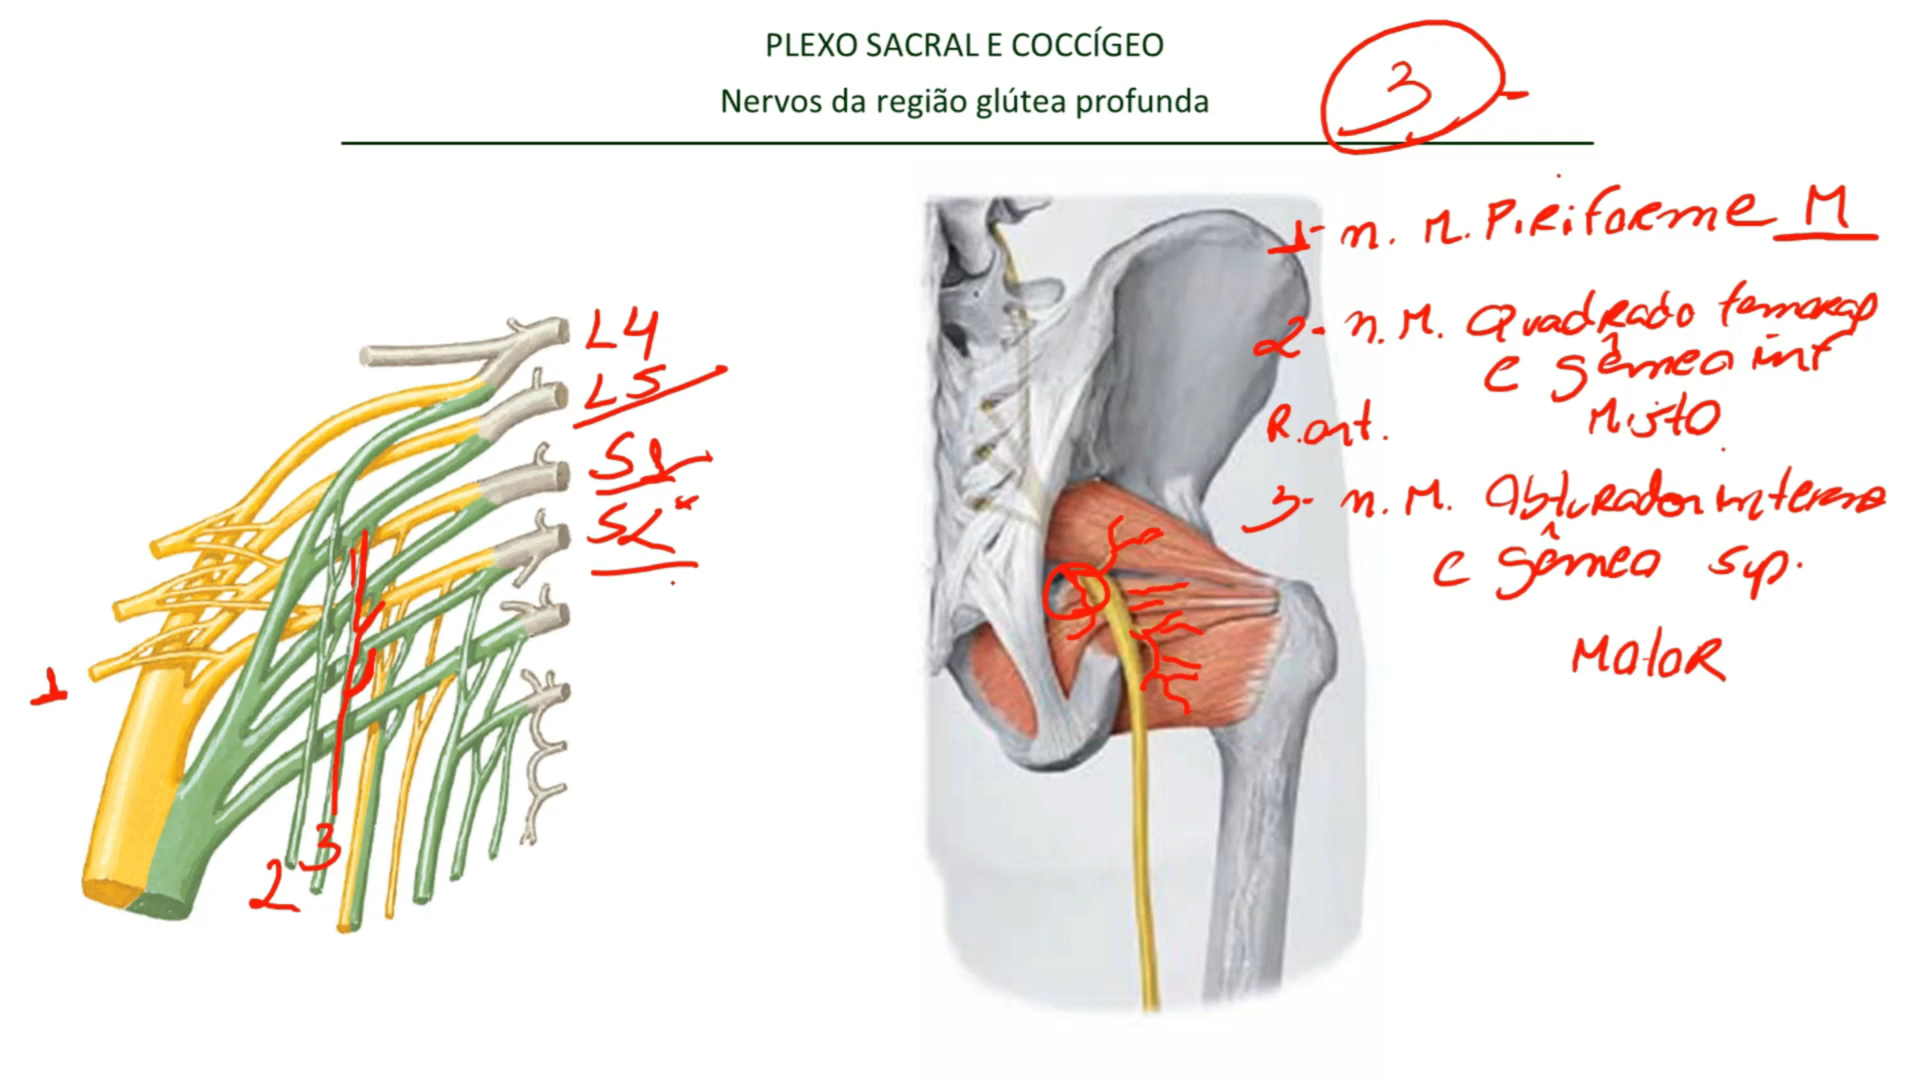 PLEXO SACRAL E COCCÍGEO
Nervos da região glútea profunda
3
1- n. M. PiRifoRme M
2- n. M. QuadRado femoral
e gêmeo inf
R. ant. Misto
3- n. M. Obturador interno
e gêmeo sup.
MotoR
L4
L5
S1
S2*
1
2
3